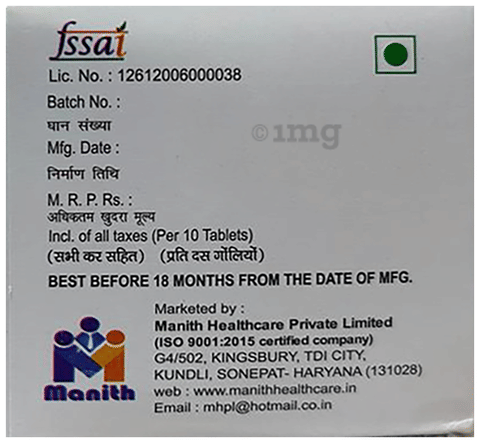 fssai
Lic. No. : 12612006000038
Batch No. :
घान संख्या
Mfg. Date :
निर्माण तिथि
©1mg
M. R. P. Rs. :
अधिकतम खुदरा मूल्य
Incl. of all taxes (Per 10 Tablets)
(सभी कर सहित) (प्रति दस गोंलियों)
BEST BEFORE 18 MONTHS FROM THE DATE OF MFG.
Marketed by :
Manith Healthcare Private Limited
(ISO 9001:2015 certified company)
G4/502, KINGSBURY, TDI CITY,
KUNDLI, SONEPAT- HARYANA (131028)
web : www.manithhealthcare.in
Email : mhpl@hotmail.co.in
Manith